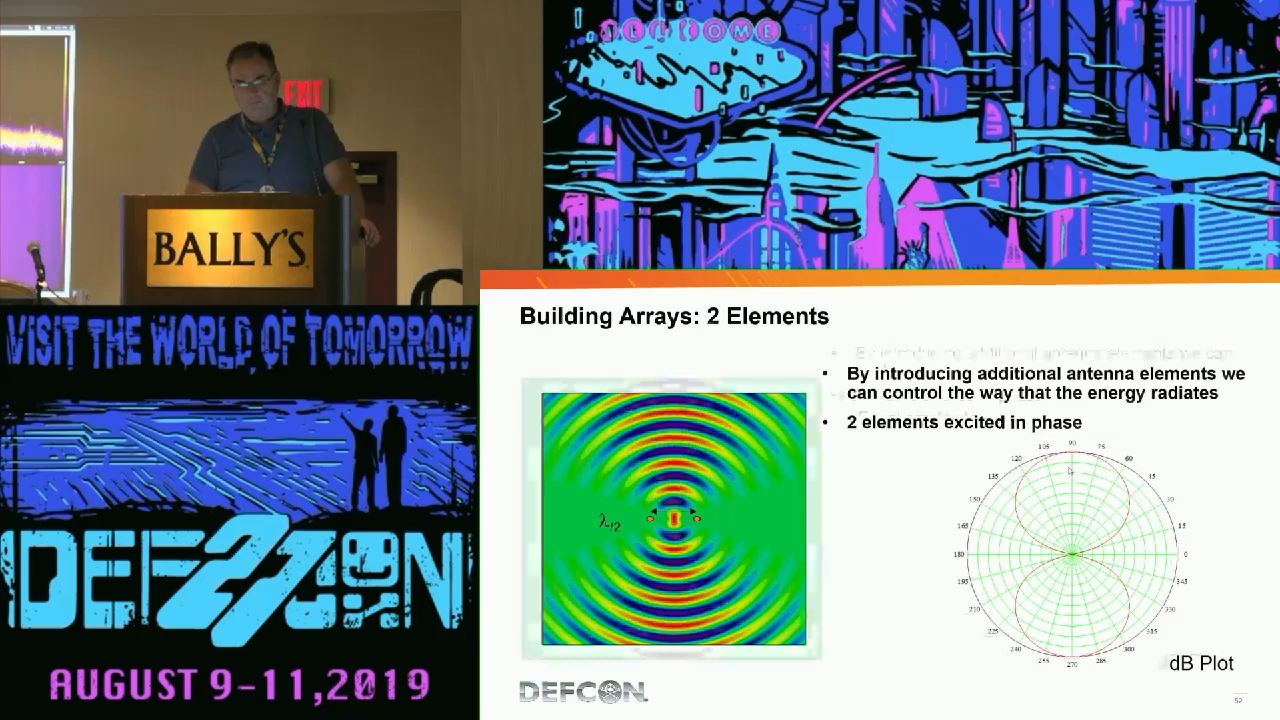 EXIT
BALLY'S
WELCOME
VISIT THE WORLD OF TOMORROW
DEF 27 CON
AUGUST 9-11,2019
Building Arrays: 2 Elements
• By introducing additional antenna elements we
can control the way that the energy radiates
• 2 elements excited in phase
λ/2
90
105 75
120 60
135 45
150 30
165 15
180 0
195 345
210 330
225 315
240 300
255 285
270
dB Plot
DEFCON
52